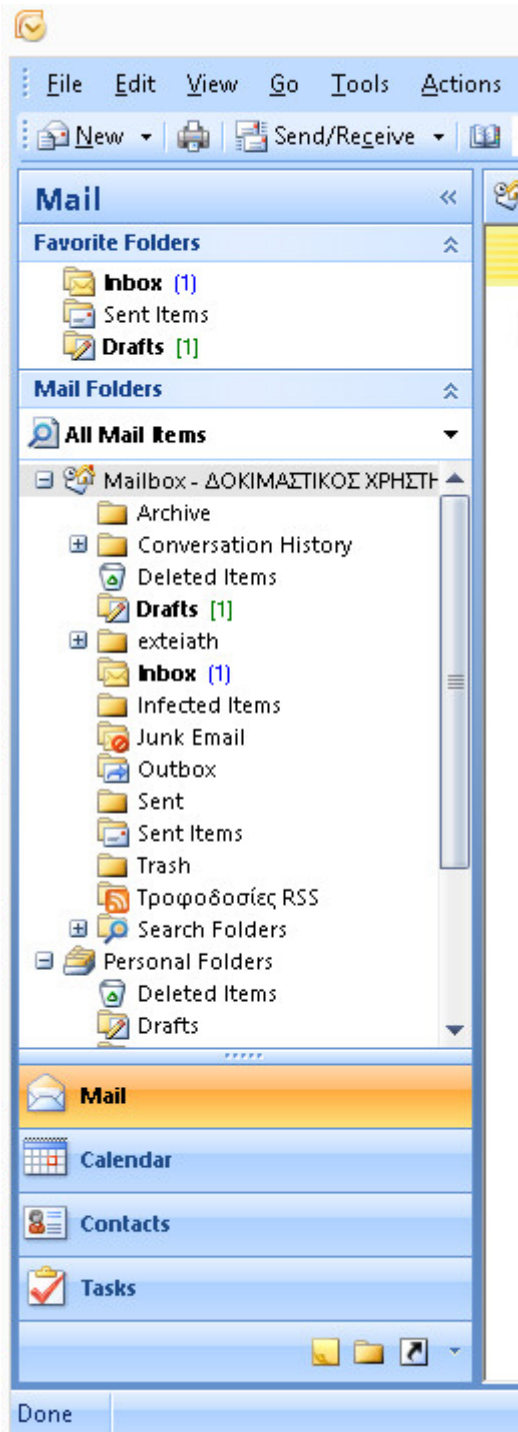 File Edit View Go Tools Actions
New Send/Receive
Mail
Favorite Folders
Inbox (1)
Sent Items
Drafts [1]
Mail Folders
All Mail Items
Mailbox - ΔΟΚΙΜΑΣΤΙΚΟΣ ΧΡΗΣΤΗ
Archive
Conversation History
Deleted Items
Drafts [1]
exteiath
Inbox (1)
Infected Items
Junk Email
Outbox
Sent
Sent Items
Trash
Τροφοδοσίες RSS
Search Folders
Personal Folders
Deleted Items
Drafts
Mail
Calendar
Contacts
Tasks
Done